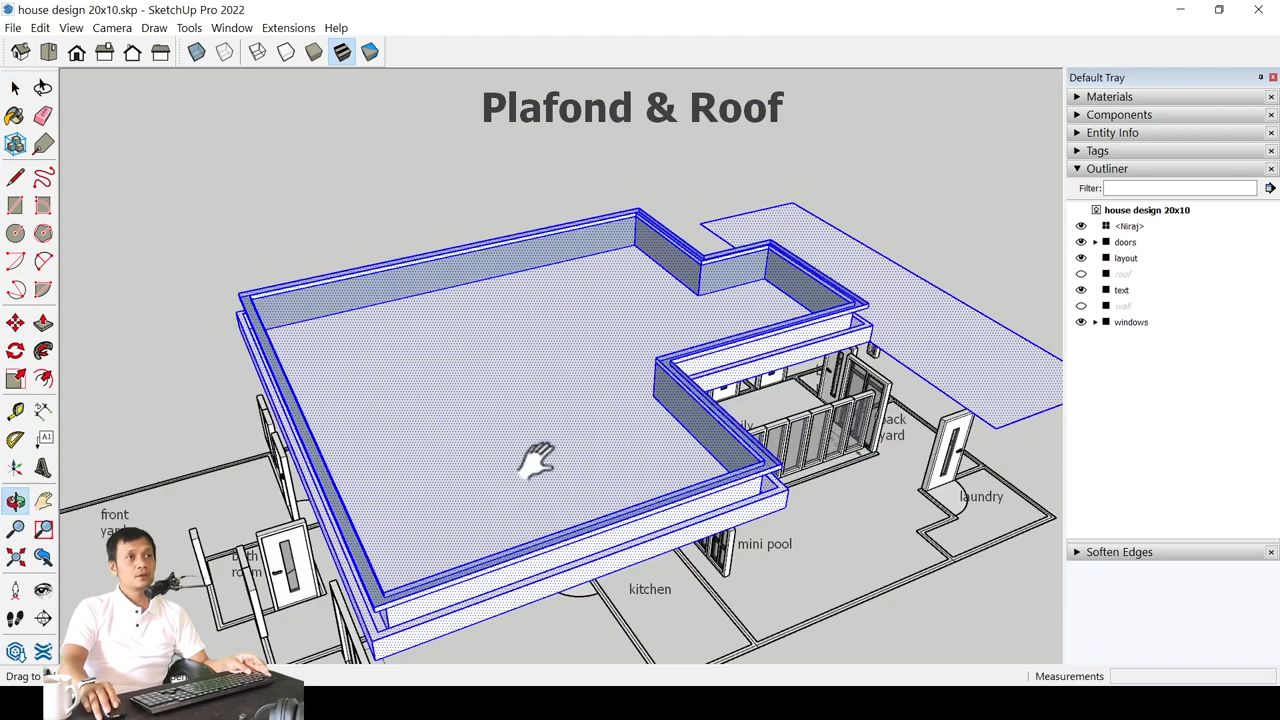 house design 20x10.skp - SketchUp Pro 2022
File Edit View Camera Draw Tools Window Extensions Help
Default Tray
Materials
Plafond & Roof
Components
Entity Info
Tags
Outliner
Filter:
house design 20x10
<Niraj>
doors
layout
roof
text
wall
windows
back
yard
laundry
front
mini pool
room
Soften Edges
kitchen
Drag to
Measurements
A1